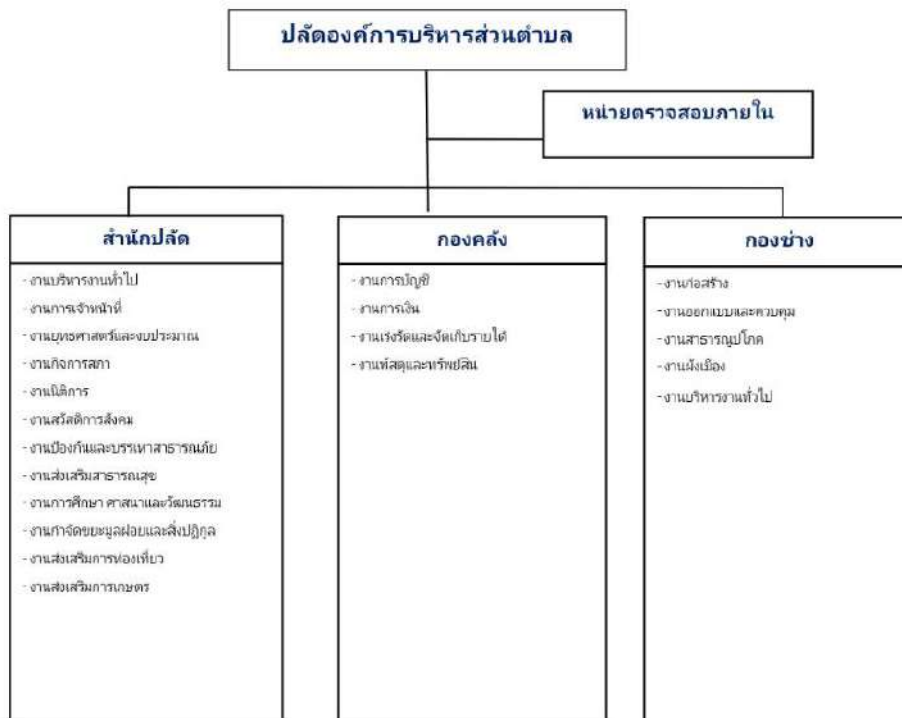 ปลัดองค์การบริหารส่วนตำบล
หน่วยตรวจสอบภายใน
สำนักปลัด
- งานบริหารงานทั่วไป
- งานการเจ้าหน้าที่
- งานยุทธศาสตร์และงบประมาณ
- งานกิจการสภา
- งานนิติการ
- งานสวัสดิการสังคม
- งานป้องกันและบรรเทาสาธารณภัย
- งานส่งเสริมสาธารณสุข
- งานการศึกษา ศาสนาและวัฒนธรรม
- งานกำจัดขยะมูลฝอยและสิ่งปฏิกูล
- งานส่งเสริมการท่องเที่ยว
- งานส่งเสริมการเกษตร
กองคลัง
- งานการบัญชี
- งานการเงิน
- งานเร่งรัดและจัดเก็บรายได้
- งานพัสดุและทรัพย์สิน
กองช่าง
- งานก่อสร้าง
- งานออกแบบและควบคุม
- งานสาธารณูปโภค
- งานผังเมือง
- งานบริหารงานทั่วไป